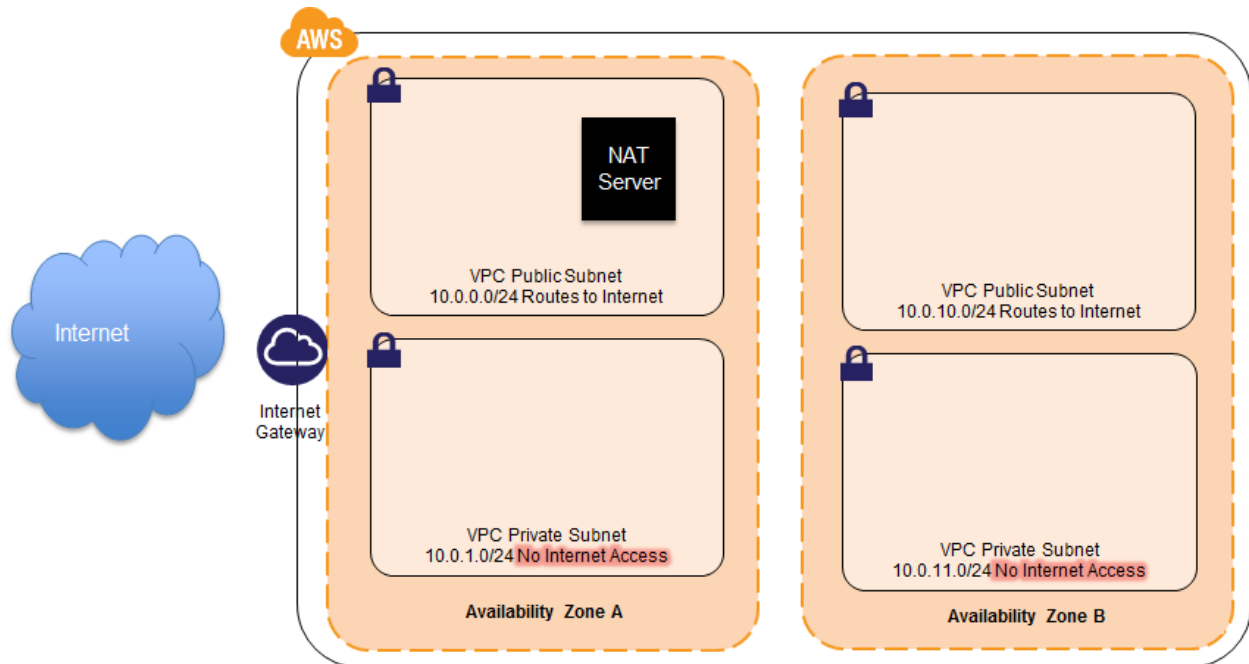 AWS
NAT
Server
VPC Public Subnet
10.0.0.0/24 Routes to Internet
VPC Public Subnet
10.0.10.0/24 Routes to Internet
Internet
Internet
Gateway
VPC Private Subnet
10.0.1.0/24 No Internet Access
VPC Private Subnet
10.0.11.0/24 No Internet Access
Availability Zone A
Availability Zone B